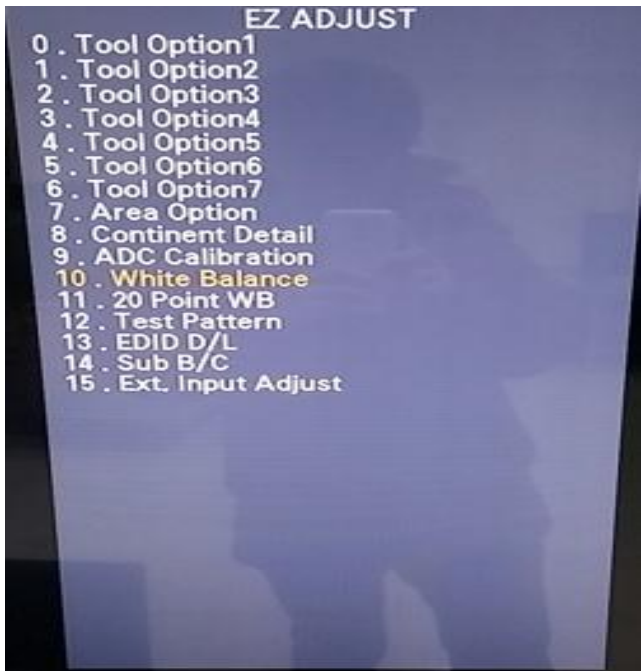 EZ ADJUST
0 . Tool Option1
1 . Tool Option2
2 . Tool Option3
3 . Tool Option4
4 . Tool Option5
5 . Tool Option6
6 . Tool Option7
7 . Area Option
8 . Continent Detail
9 . ADC Calibration
10 . White Balance
11 . 20 Point WB
12 . Test Pattern
13 . EDID D/L
14 . Sub B/C
15 . Ext. Input Adjust